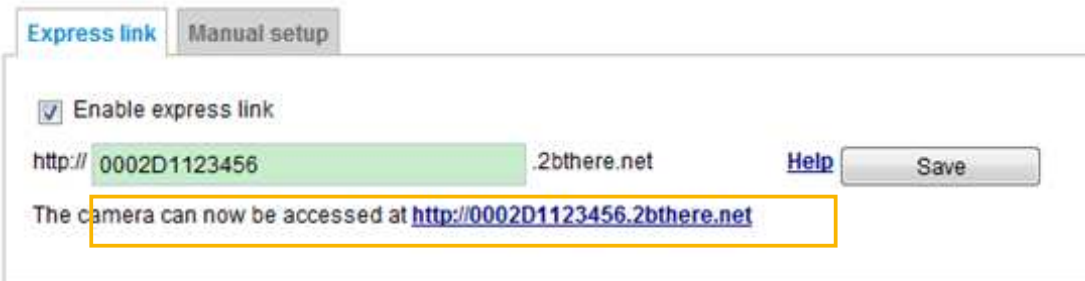 Express link Manual setup
Enable express link
http:// 0002D1123456 .2bthere.net Help Save
The camera can now be accessed at http://0002D1123456.2bthere.net